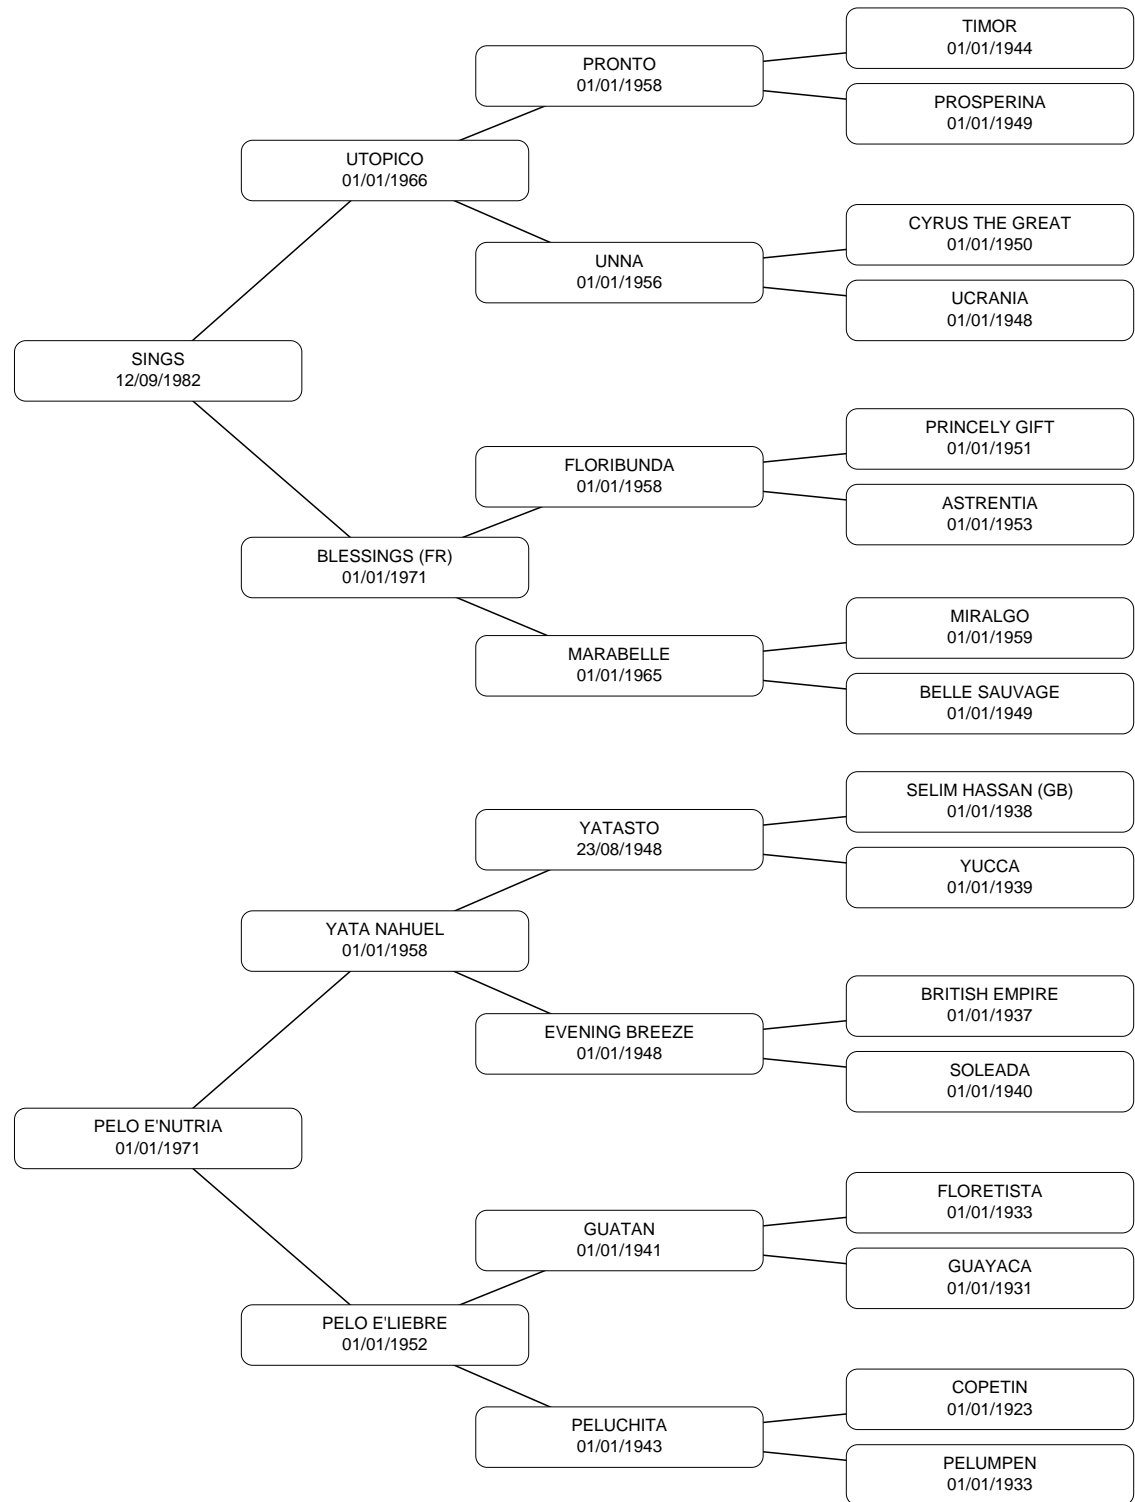 TIMOR
01/01/1944
PRONTO
01/01/1958
PROSPERINA
01/01/1949
UTOPICO
01/01/1966
CYRUS THE GREAT
01/01/1950
UNNA
01/01/1956
UCRANIA
01/01/1948
SINGS
12/09/1982
PRINCELY GIFT
01/01/1951
FLORIBUNDA
01/01/1958
ASTRENTIA
01/01/1953
BLESSINGS (FR)
01/01/1971
MIRALGO
01/01/1959
MARABELLE
01/01/1965
BELLE SAUVAGE
01/01/1949
SELIM HASSAN (GB)
01/01/1938
YATASTO
23/08/1948
YUCCA
01/01/1939
YATA NAHUEL
01/01/1958
BRITISH EMPIRE
01/01/1937
EVENING BREEZE
01/01/1948
SOLEADA
01/01/1940
PELO E'NUTRIA
01/01/1971
FLORETISTA
01/01/1933
GUATAN
01/01/1941
GUAYACA
01/01/1931
PELO E'LIEBRE
01/01/1952
COPETIN
01/01/1923
PELUCHITA
01/01/1943
PELUMPEN
01/01/1933